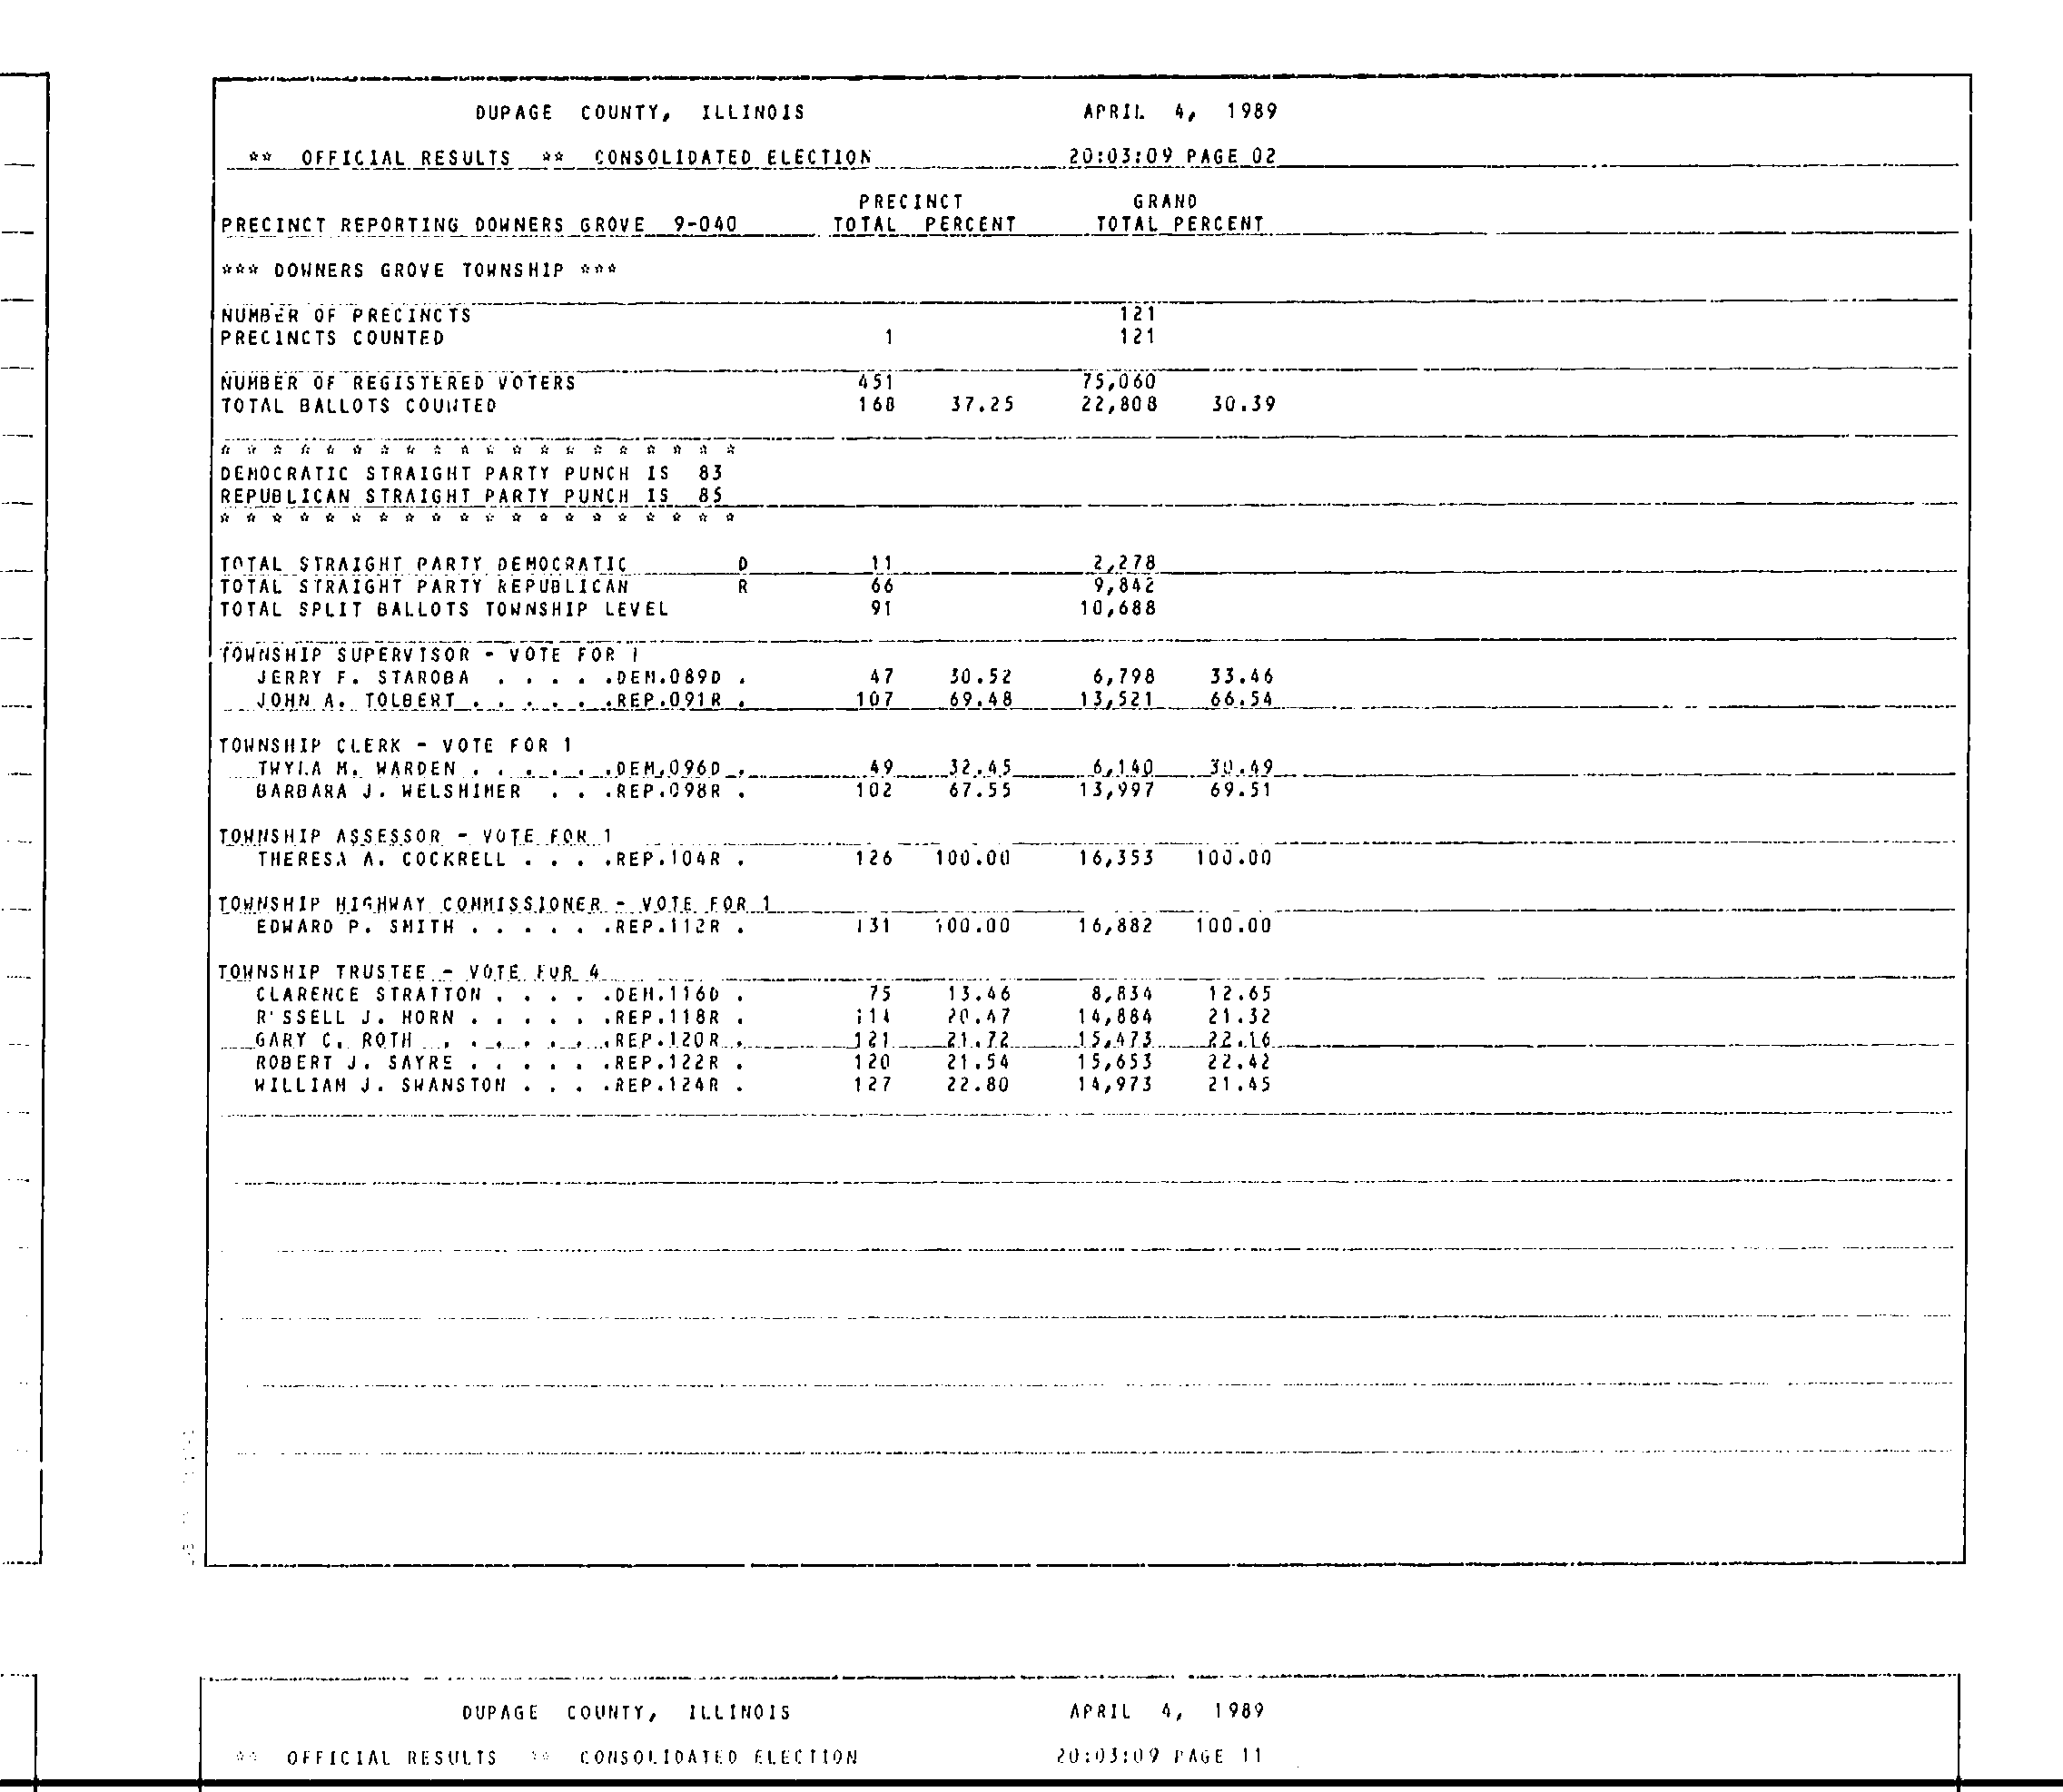 DUPAGE COUNTY, ILLINOIS APRIL 4, 1989
** OFFICIAL RESULTS ** CONSOLIDATED ELECTION 20:03:09 PAGE 02
PRECINCT GRAND
PRECINCT REPORTING DOWNERS GROVE 9-040 TOTAL PERCENT TOTAL PERCENT
*** DOWNERS GROVE TOWNSHIP ***
NUMBER OF PRECINCTS 121
PRECINCTS COUNTED 1 121
NUMBER OF REGISTERED VOTERS 451 75,060
TOTAL BALLOTS COUNTED 168 37.25 22,808 30.39
* * * * * * * * * * * * * * * * * * * *
DEMOCRATIC STRAIGHT PARTY PUNCH IS 83
REPUBLICAN STRAIGHT PARTY PUNCH IS 85
* * * * * * * * * * * * * * * * * * * *
TOTAL STRAIGHT PARTY DEMOCRATIC D 11 2,278
TOTAL STRAIGHT PARTY REPUBLICAN R 66 9,842
TOTAL SPLIT BALLOTS TOWNSHIP LEVEL 91 10,688
TOWNSHIP SUPERVISOR - VOTE FOR 1
JERRY F. STAROBA . . . . .DEM.089D . 47 30.52 6,798 33.46
JOHN A. TOLBERT . . . . . .REP.091R . 107 69.48 13,521 66.54
TOWNSHIP CLERK - VOTE FOR 1
TWYLA M. WARDEN . . . . . .DEM.096D . 49 32.45 6,140 30.49
BARBARA J. WELSHIMER . . .REP.098R . 102 67.55 13,997 69.51
TOWNSHIP ASSESSOR - VOTE FOR 1
THERESA A. COCKRELL . . . .REP.104R . 126 100.00 16,353 100.00
TOWNSHIP HIGHWAY COMMISSIONER - VOTE FOR 1
EDWARD P. SMITH . . . . . .REP.112R . 131 100.00 16,882 100.00
TOWNSHIP TRUSTEE - VOTE FOR 4
CLARENCE STRATTON . . . . .DEM.116D . 75 13.46 8,834 12.65
R'SSELL J. HORN . . . . . .REP.118R . 114 20.47 14,884 21.32
GARY C. ROTH . . . . . . .REP.120R . 121 21.72 15,473 22.16
ROBERT J. SAYRE . . . . . .REP.122R . 120 21.54 15,653 22.42
WILLIAM J. SWANSTON . . . .REP.124R . 127 22.80 14,973 21.45
DUPAGE COUNTY, ILLINOIS APRIL 4, 1989
** OFFICIAL RESULTS ** CONSOLIDATED ELECTION 20:03:09 PAGE 11